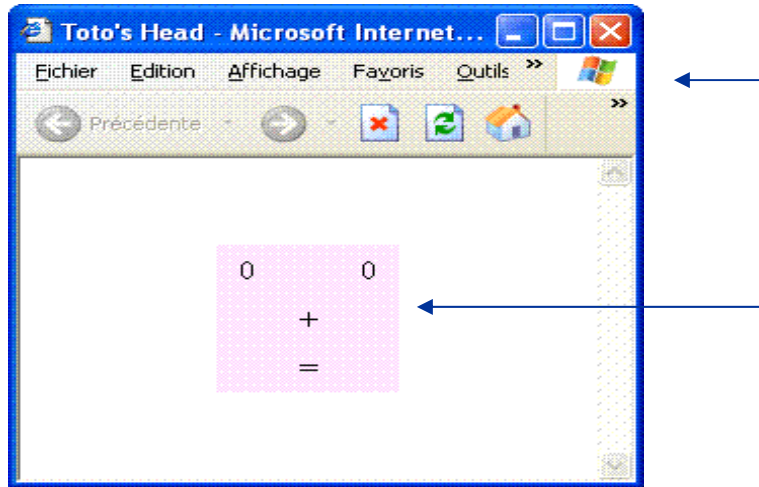 Toto's Head - Microsoft Internet...
Fichier Edition Affichage Favoris Outils »
Précédente »
0 0
+
=